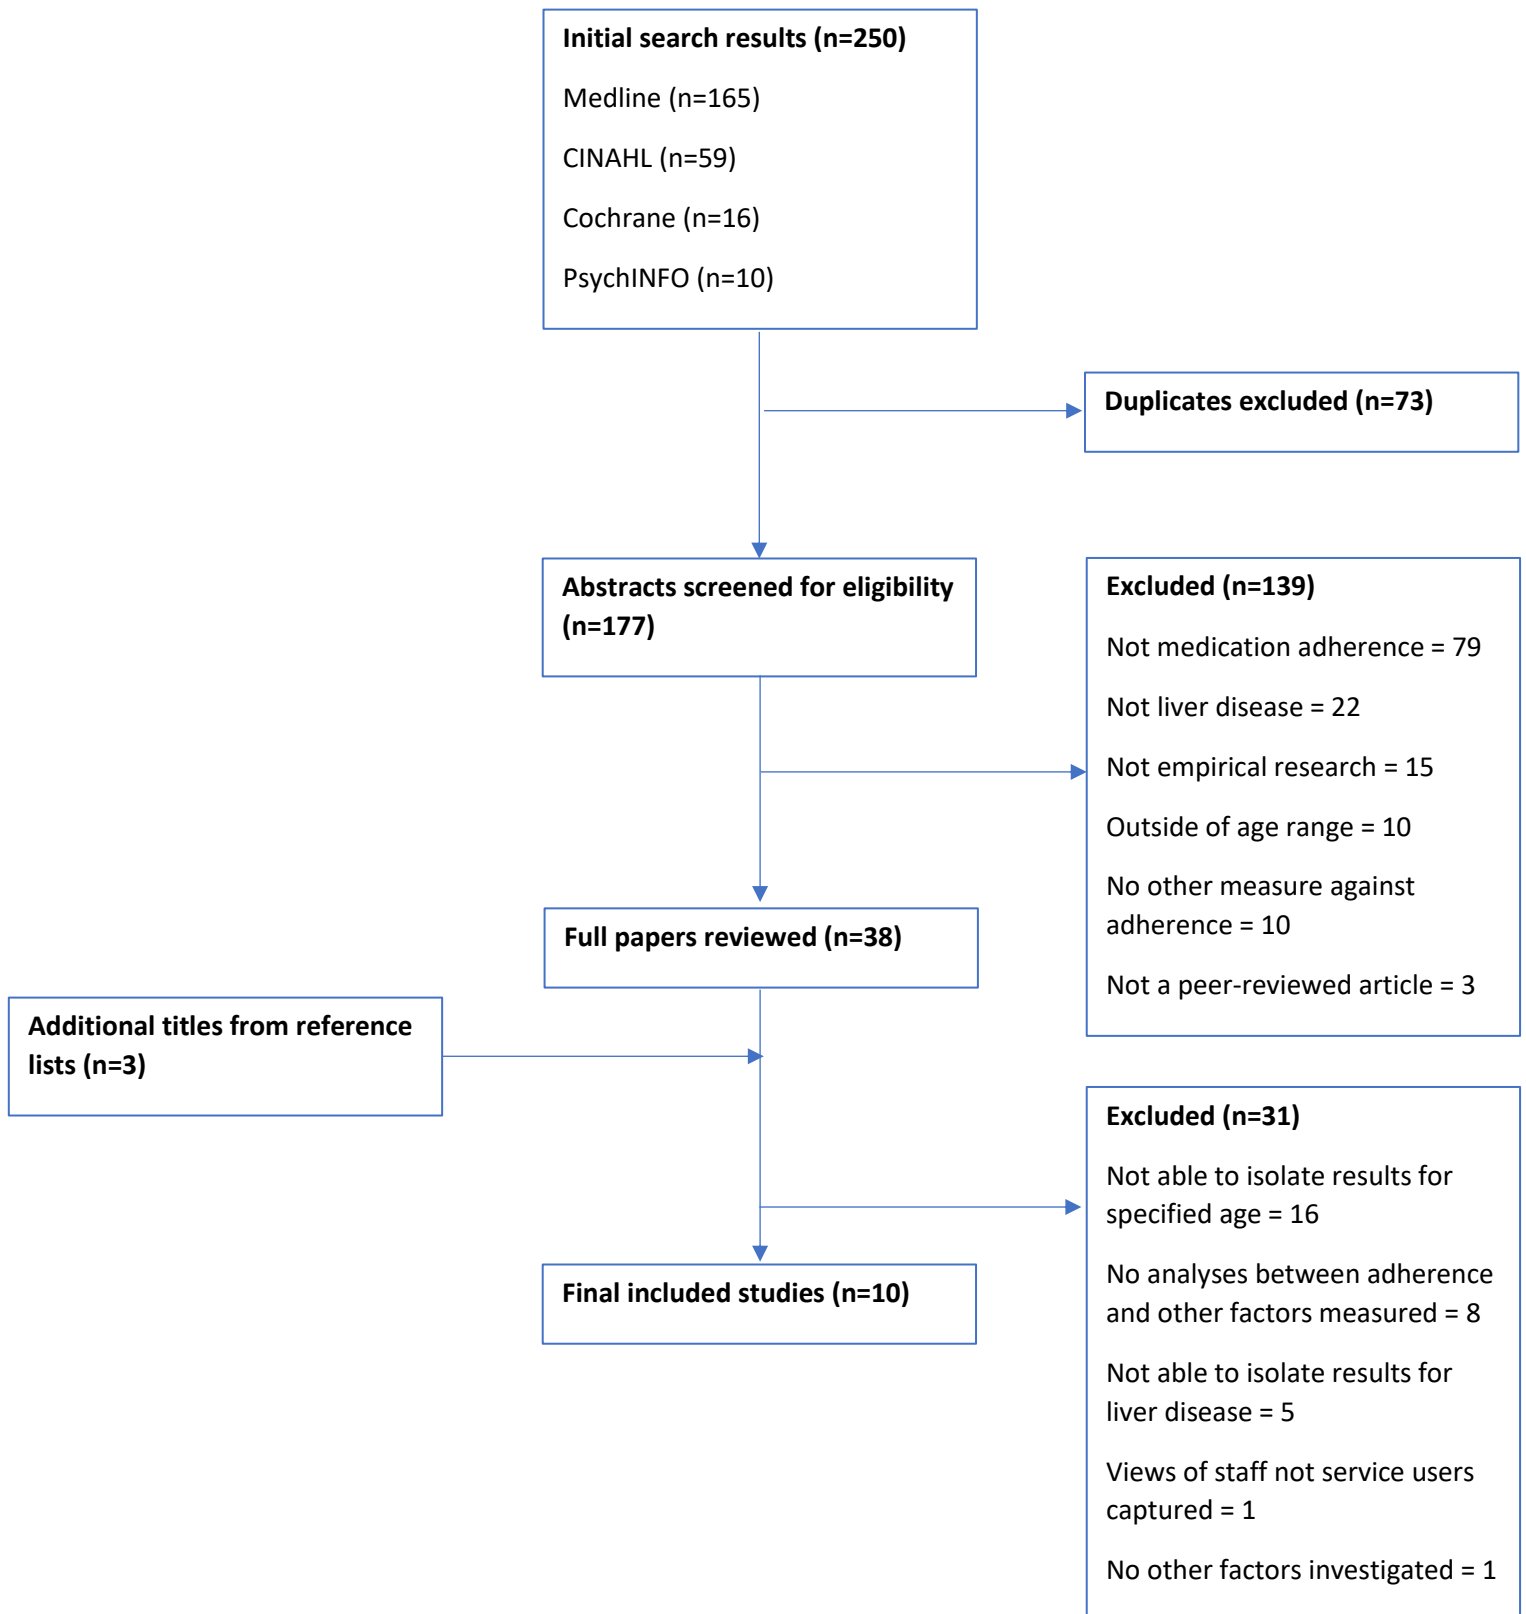 Initial search results (n=250)
Medline (n=165)
CINAHL (n=59)
Cochrane (n=16)
PsychINFO (n=10)
Duplicates excluded (n=73)
Abstracts screened for eligibility
(n=177)
Excluded (n=139)
Not medication adherence = 79
Not liver disease = 22
Not empirical research = 15
Outside of age range = 10
No other measure against
adherence = 10
Not a peer-reviewed article = 3
Full papers reviewed (n=38)
Additional titles from reference
lists (n=3)
Excluded (n=31)
Not able to isolate results for
specified age = 16
No analyses between adherence
and other factors measured = 8
Not able to isolate results for
liver disease = 5
Views of staff not service users
captured = 1
No other factors investigated = 1
Final included studies (n=10)